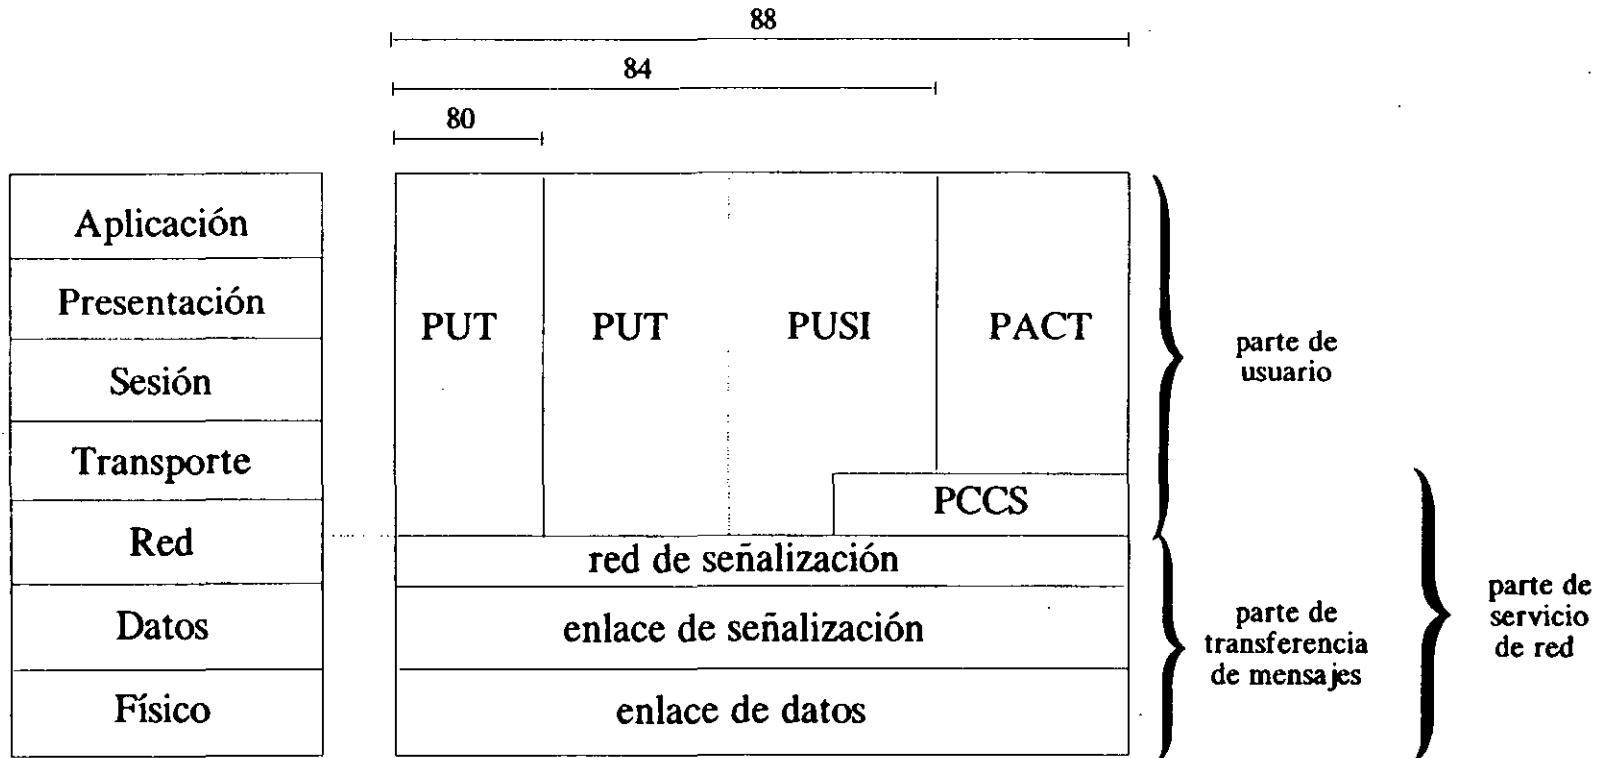 88
84
80
Aplicación
Presentación
Sesión
Transporte
Red
Datos
Físico
PUT
PUT
PUSI
PACT
PCCS
red de señalización
enlace de señalización
enlace de datos
parte de
usuario
parte de
transferencia
de mensajes
parte de
servicio
de red